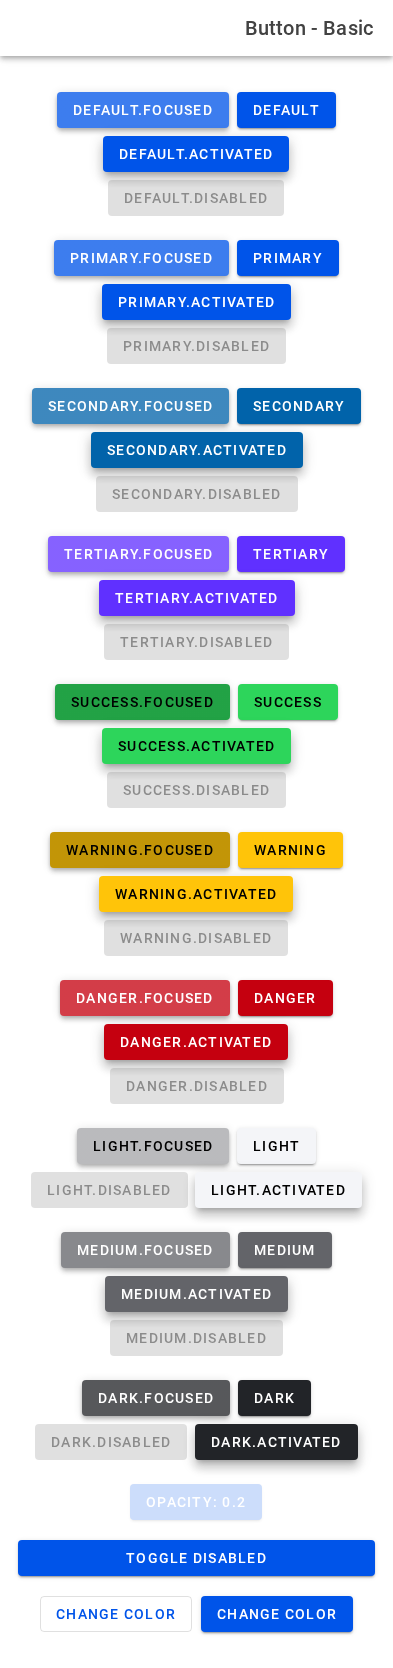 Button - Basic
DEFAULT.FOCUSED DEFAULT
DEFAULT.ACTIVATED
DEFAULT.DISABLED
PRIMARY.FOCUSED PRIMARY
PRIMARY.ACTIVATED
PRIMARY.DISABLED
SECONDARY.FOCUSED SECONDARY
SECONDARY.ACTIVATED
SECONDARY.DISABLED
TERTIARY.FOCUSED TERTIARY
TERTIARY.ACTIVATED
TERTIARY.DISABLED
SUCCESS.FOCUSED SUCCESS
SUCCESS.ACTIVATED
SUCCESS.DISABLED
WARNING.FOCUSED WARNING
WARNING.ACTIVATED
WARNING.DISABLED
DANGER.FOCUSED DANGER
DANGER.ACTIVATED
DANGER.DISABLED
LIGHT.FOCUSED LIGHT
LIGHT.DISABLED LIGHT.ACTIVATED
MEDIUM.FOCUSED MEDIUM
MEDIUM.ACTIVATED
MEDIUM.DISABLED
DARK.FOCUSED DARK
DARK.DISABLED DARK.ACTIVATED
OPACITY: 0.2
TOGGLE DISABLED
CHANGE COLOR CHANGE COLOR